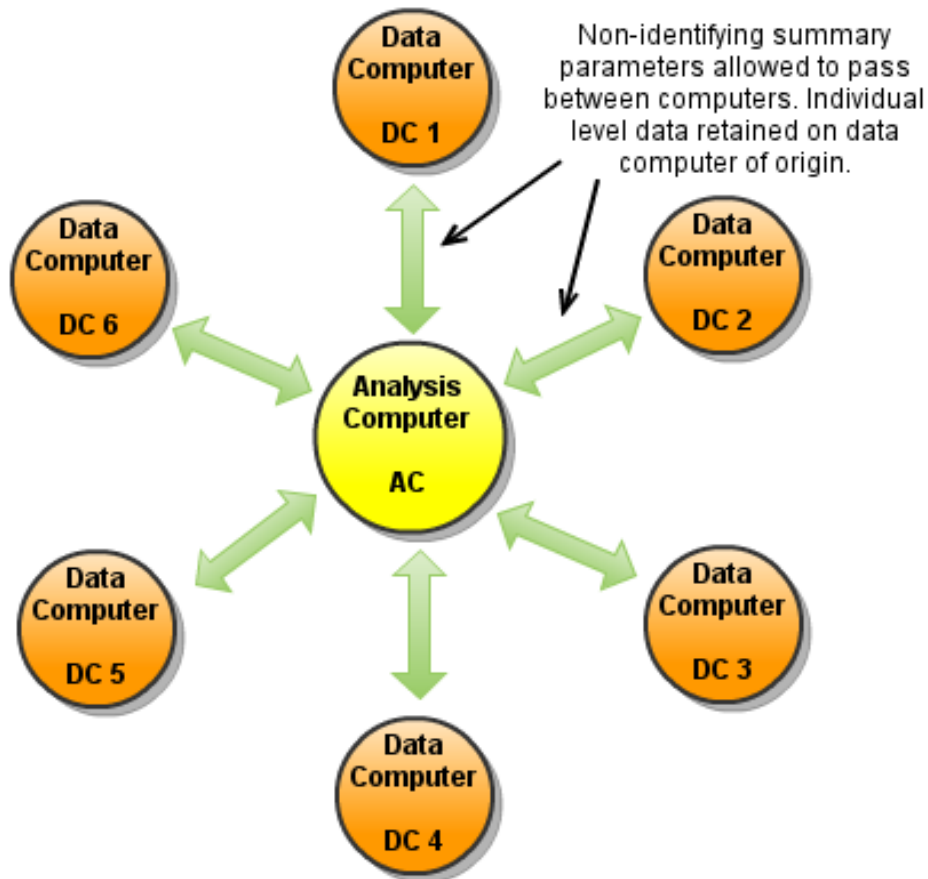 Data
Computer
DC 1
Non-identifying summary
parameters allowed to pass
between computers. Individual
level data retained on data
computer of origin.
Data
Computer
DC 6
Data
Computer
DC 2
Analysis
Computer
AC
Data
Computer
DC 5
Data
Computer
DC 3
Data
Computer
DC 4